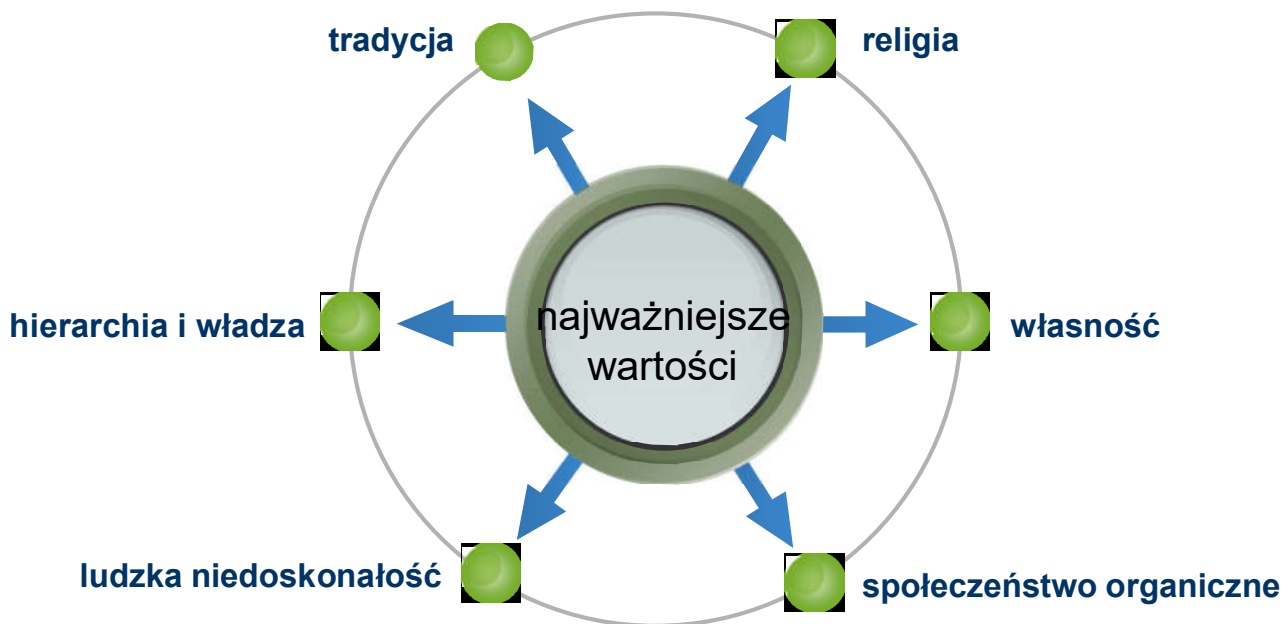 tradycja
religia
hierarchia i władza
najważniejsze
wartości
własność
ludzka niedoskonałość
społeczeństwo organiczne